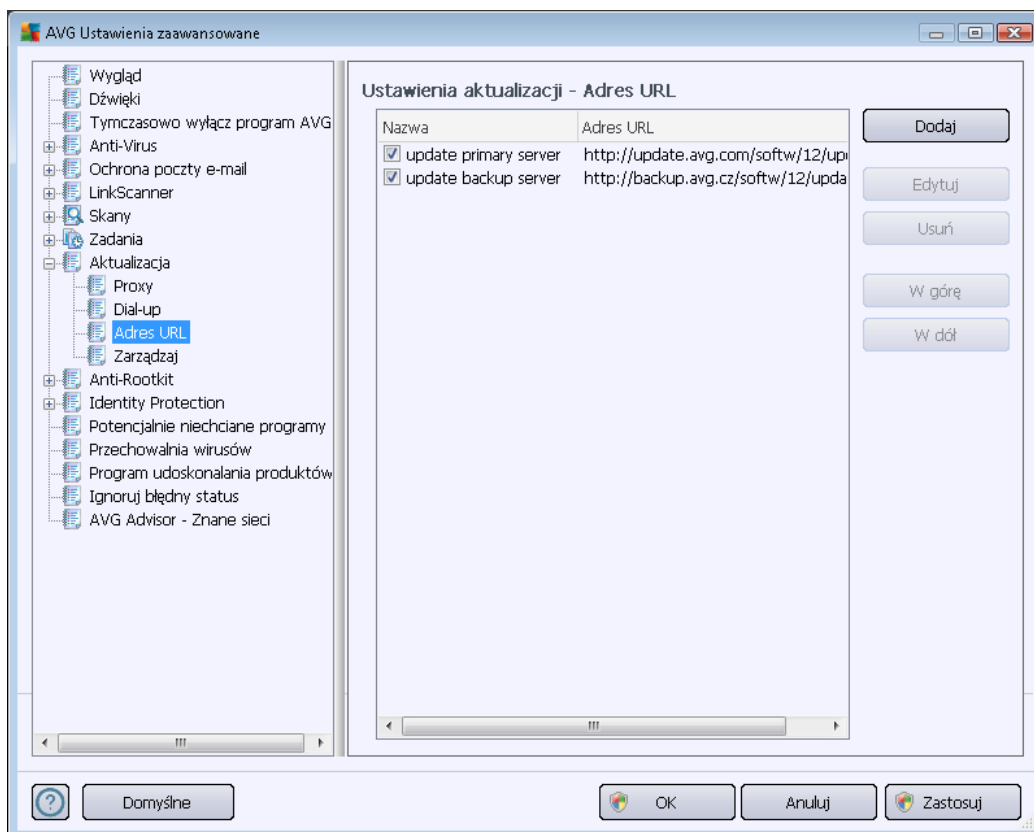 AVG Ustawienia zaawansowane
Wygląd
Dźwięki
Tymczasowo wyłącz program AVG
Anti-Virus
Ochrona poczty e-mail
LinkScanner
Skany
Zadania
Aktualizacja
Proxy
Dial-up
Adres URL
Zarządzaj
Anti-Rootkit
Identity Protection
Potencjalnie niechciane programy
Przechowalnia wirusów
Program udoskonalania produktów
Ignoruj błędny status
AVG Advisor - Znane sieci
Ustawienia aktualizacji - Adres URL
Nazwa Adres URL
update primary server http://update.avg.com/softw/12/up
update backup server http://backup.avg.cz/softw/12/upda
Dodaj
Edytuj
Usuń
W górę
W dół
Domyślne
OK
Anuluj
Zastosuj